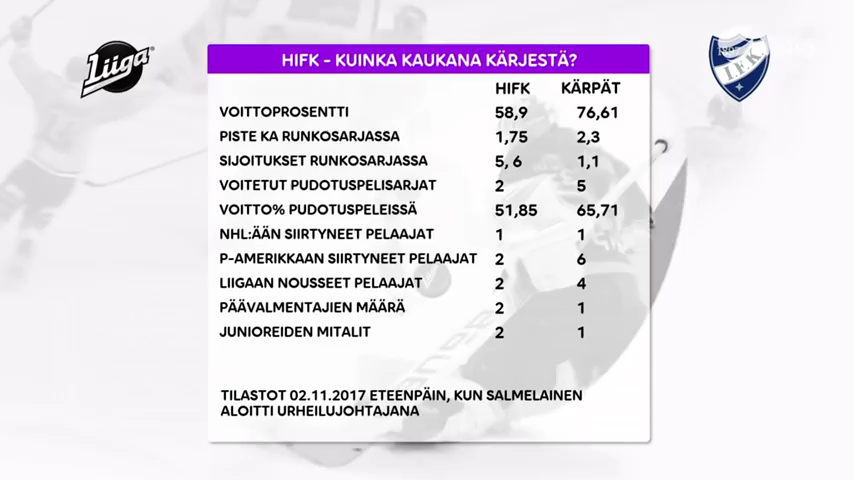 Liiga
HIFK - KUINKA KAUKANA KÄRJESTÄ?
I.F.K.
HIFK KÄRPÄT
VOITTOPROSENTTI 58,9 76,61
PISTE KA RUNKOSARJASSA 1,75 2,3
SIJOITUKSET RUNKOSARJASSA 5, 6 1,1
VOITETUT PUDOTUSPELISARJAT 2 5
VOITTO% PUDOTUSPELEISSÄ 51,85 65,71
NHL:ÄÄN SIIRTYNEET PELAAJAT 1 1
P-AMERIKKAAN SIIRTYNEET PELAAJAT 2 6
LIIGAAN NOUSSEET PELAAJAT 2 4
PÄÄVALMENTAJIEN MÄÄRÄ 2 1
JUNIOREIDEN MITALIT 2 1
TILASTOT 02.11.2017 ETEENPÄIN, KUN SALMELAINEN
ALOITTI URHEILUJOHTAJANA